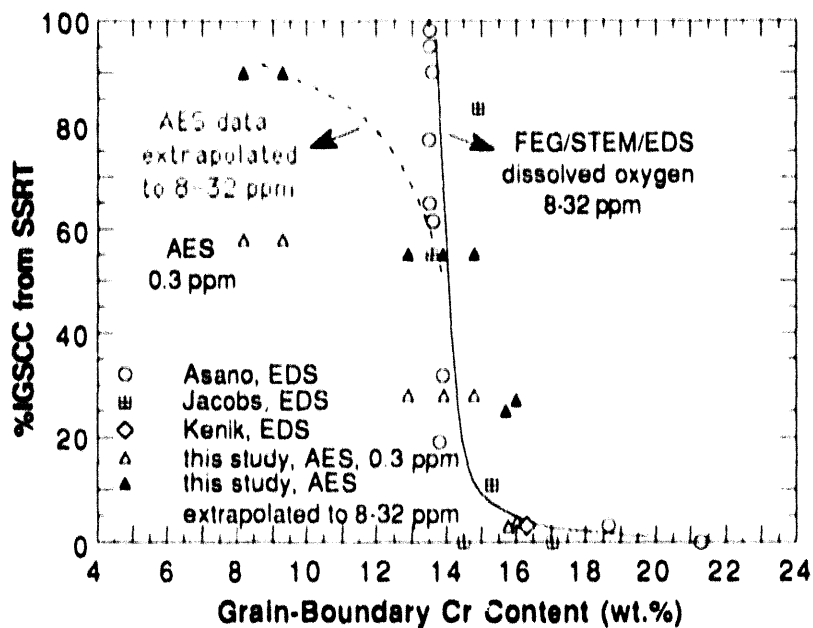 %IGSCC from SSRT
100
80
60
40
20
0
AES data
extrapolated
to 8-32 ppm
FEG/STEM/EDS
dissolved oxygen
8-32 ppm
AES
0.3 ppm
Asano, EDS
Jacobs, EDS
Kenik, EDS
this study, AES, 0.3 ppm
this study, AES
extrapolated to 8-32 ppm
4 6 8 10 12 14 16 18 20 22 24
Grain-Boundary Cr Content (wt.%)